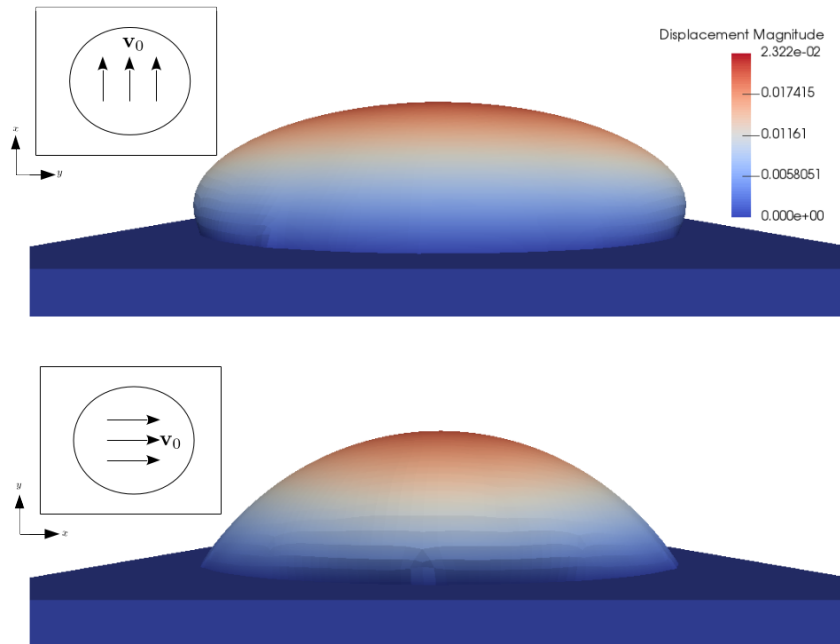 v₀
x
y
Displacement Magnitude
2.322e-02
0.017415
0.01161
0.0058051
0.000e+00
v₀
y
x